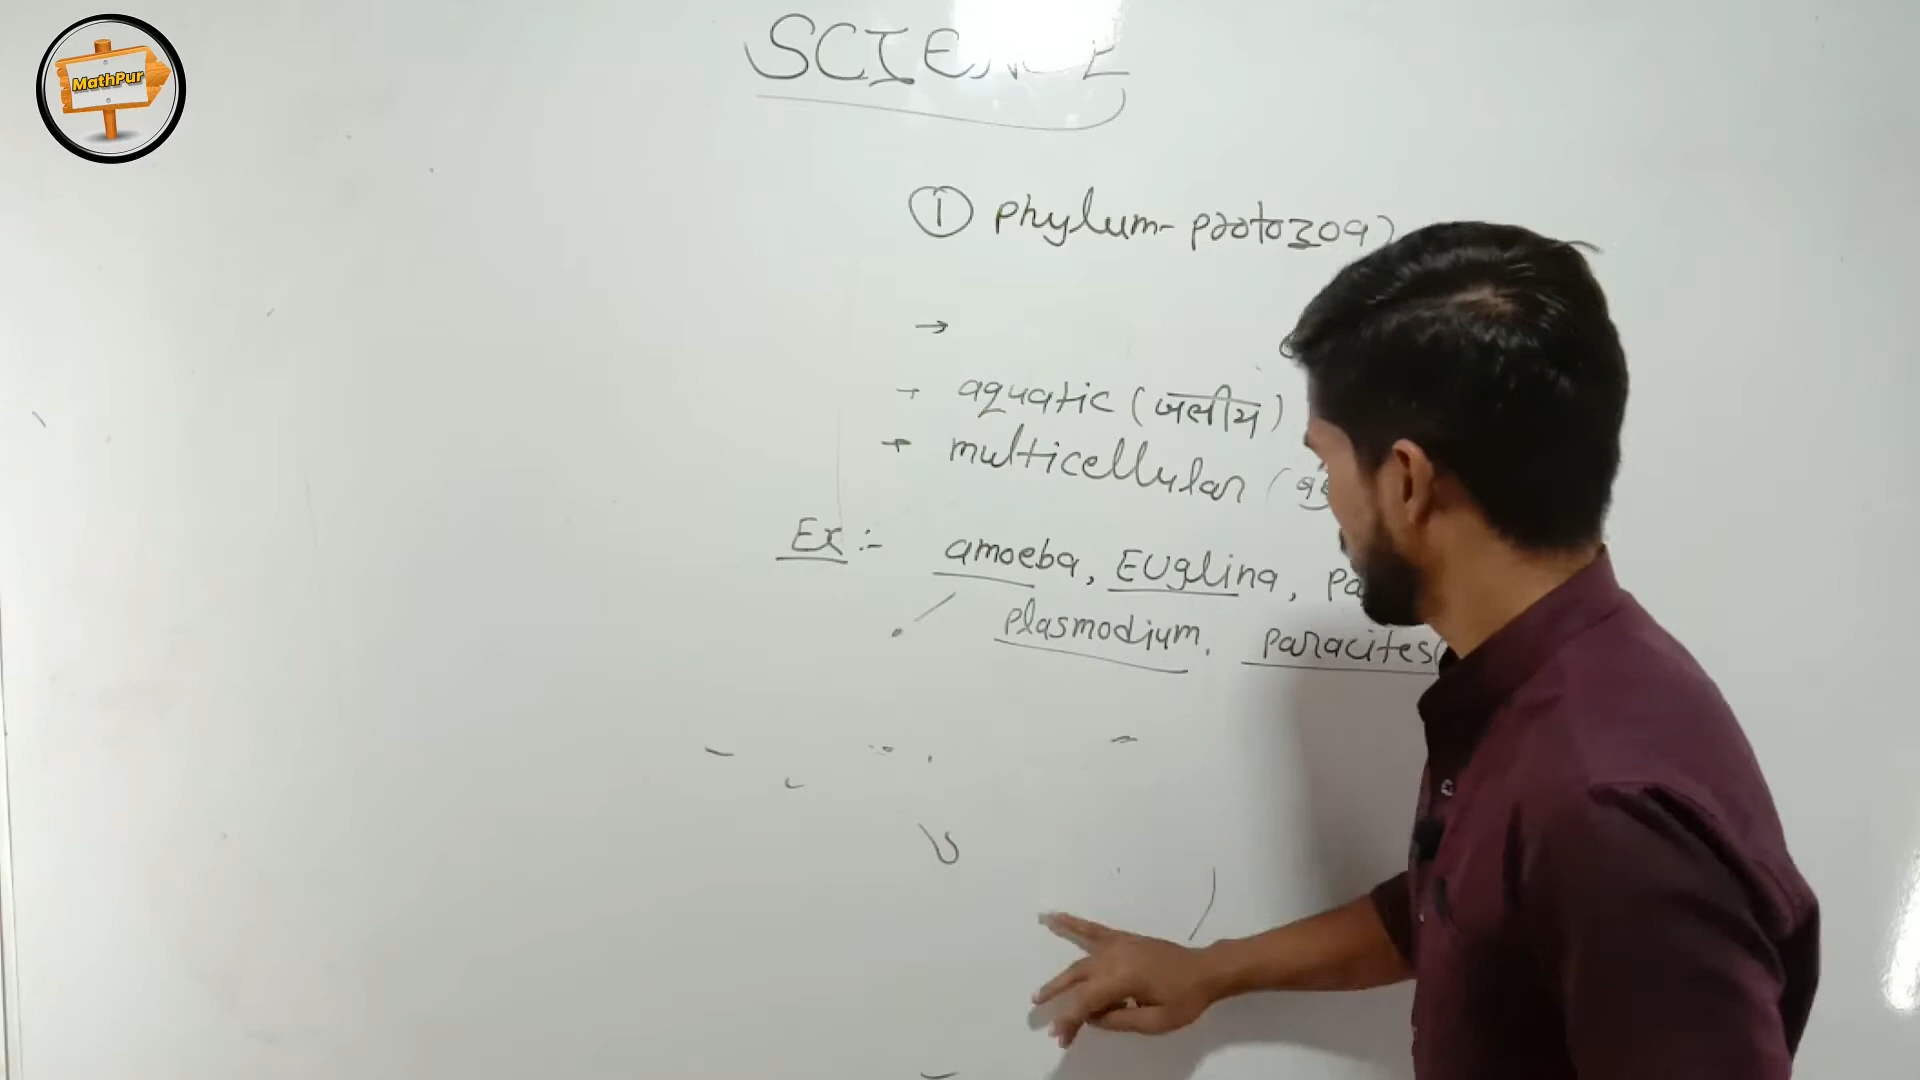 MathPur
SCIENCE
① Phylum- protozoa
→
→ aquatic (जलीय)
→ multicellular (
Ex :- amoeba, EUglina,
plasmodium. paracites(